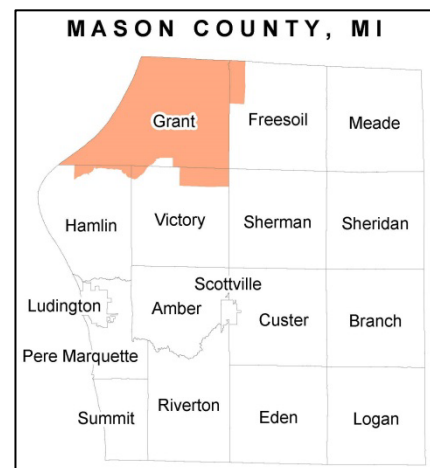 MASON COUNTY, MI
Grant
Freesoil
Meade
Hamlin
Victory
Sherman
Sheridan
Scottville
Ludington
Amber
Custer
Branch
Pere Marquette
Summit
Riverton
Eden
Logan